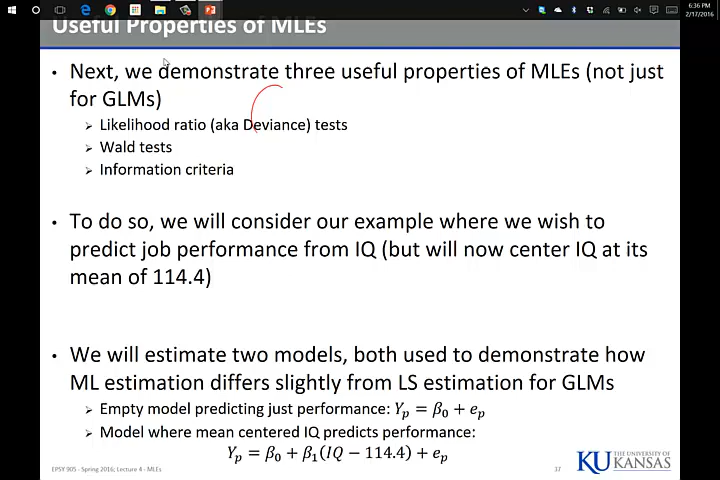 6:36 PM
2/17/2016
Useful Properties of MLEs
• Next, we demonstrate three useful properties of MLEs (not just
for GLMs)
➢ Likelihood ratio (aka Deviance) tests
➢ Wald tests
➢ Information criteria
• To do so, we will consider our example where we wish to
predict job performance from IQ (but will now center IQ at its
mean of 114.4)
• We will estimate two models, both used to demonstrate how
ML estimation differs slightly from LS estimation for GLMs
➢ Empty model predicting just performance: Yₚ = β₀ + eₚ
➢ Model where mean centered IQ predicts performance:
Yₚ = β₀ + β₁(IQ − 114.4) + eₚ
EPSY 905 - Spring 2016; Lecture 4 - MLEs
37
KU THE UNIVERSITY OF
KANSAS